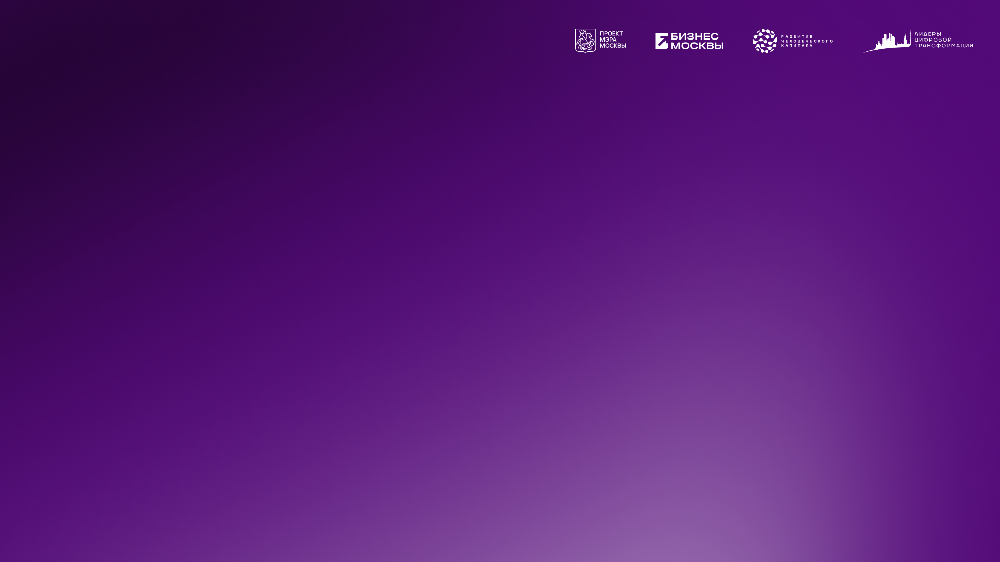 ПРОЕКТ
МЭРА
МОСКВЫ
БИЗНЕС
МОСКВЫ
РАЗВИТИЕ
ЧЕЛОВЕЧЕСКОГО
КАПИТАЛА
ЛИДЕРЫ
ЦИФРОВОЙ
ТРАНСФОРМАЦИИ